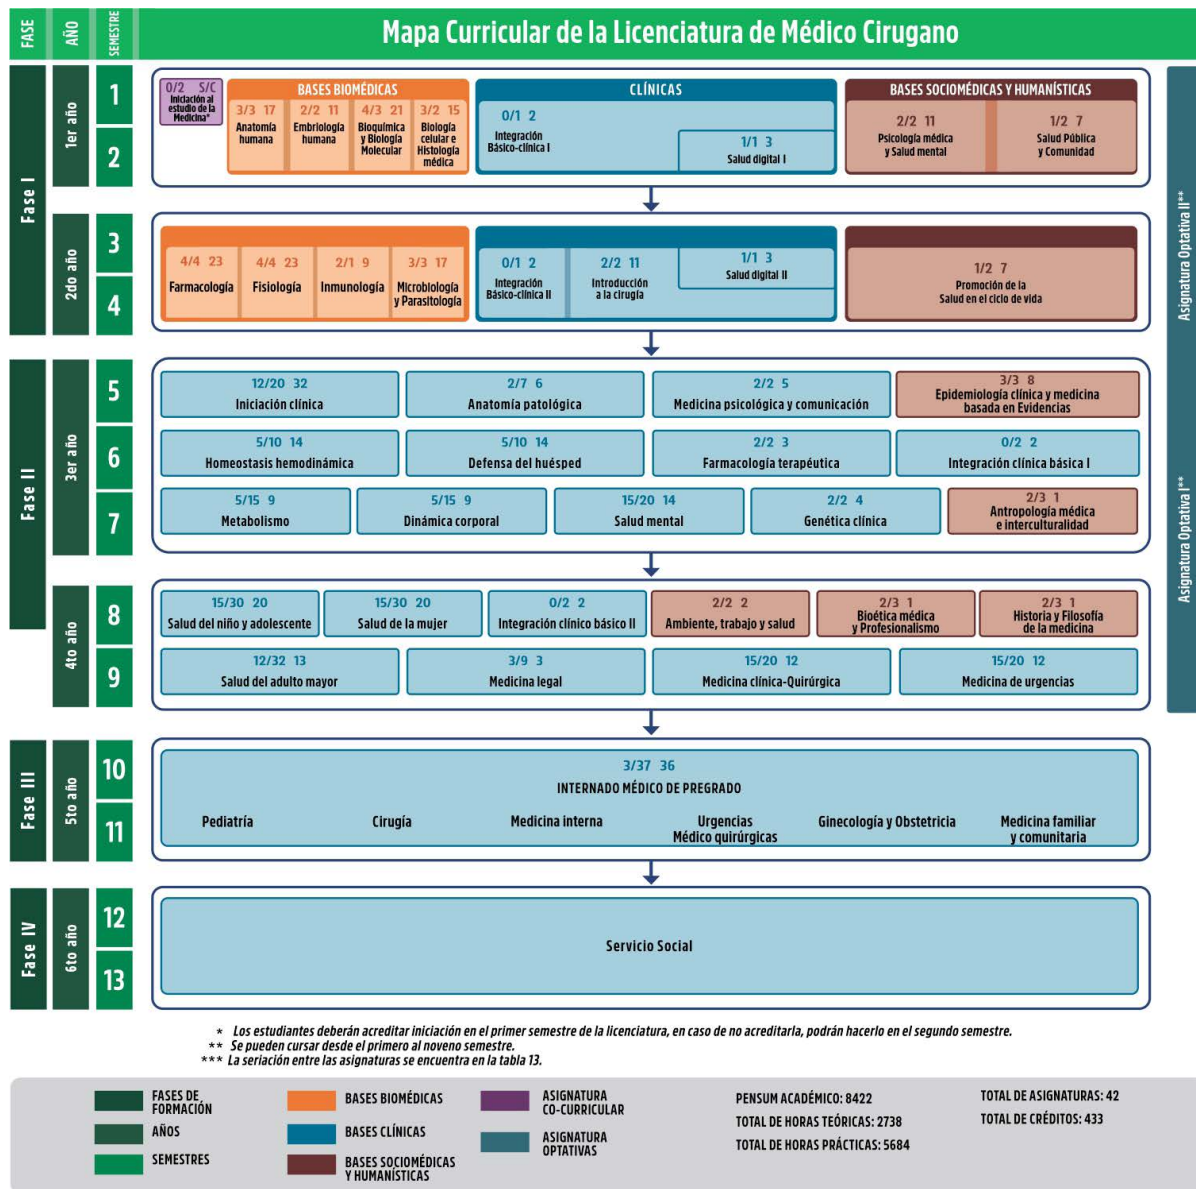 FASE
AÑO
SEMESTRE
Mapa Curricular de la Licenciatura de Médico Cirugano
Fase I
1er año
1
2
0/2 S/C
Iniciación al
estudio de la
Medicina*
BASES BIOMÉDICAS
3/3 17
Anatomía
humana
2/2 11
Embriología
humana
4/3 21
Bioquímica
y Biología
Molecular
3/2 15
Biología
celular e
Histología
médica
CLÍNICAS
0/1 2
Integración
Básico-clínica I
1/1 3
Salud digital I
BASES SOCIOMÉDICAS Y HUMANÍSTICAS
2/2 11
Psicología médica
y Salud mental
1/2 7
Salud Pública
y Comunidad
2do año
3
4
4/4 23
Farmacología
4/4 23
Fisiología
2/1 9
Inmunología
3/3 17
Microbiología
y Parasitología
0/1 2
Integración
Básico-clínica II
2/2 11
Introducción
a la cirugía
1/1 3
Salud digital II
1/2 7
Promoción de la
Salud en el ciclo de vida
Asignatura Optativa II**
Asignatura Optativa I**
Fase II
3er año
5
6
7
12/20 32
Iniciación clínica
2/7 6
Anatomía patológica
2/2 5
Medicina psicológica y comunicación
3/3 8
Epidemiología clínica y medicina
basada en Evidencias
5/10 14
Homeostasis hemodinámica
5/10 14
Defensa del huésped
2/2 3
Farmacología terapéutica
0/2 2
Integración clínica básica I
5/15 9
Metabolismo
5/15 9
Dinámica corporal
15/20 14
Salud mental
2/2 4
Genética clínica
2/3 1
Antropología médica
e interculturalidad
4to año
8
9
15/30 20
Salud del niño y adolescente
15/30 20
Salud de la mujer
0/2 2
Integración clínico básico II
2/2 2
Ambiente, trabajo y salud
2/3 1
Bioética médica
y Profesionalismo
2/3 1
Historia y Filosofía
de la medicina
12/32 13
Salud del adulto mayor
3/9 3
Medicina legal
15/20 12
Medicina clínica-Quirúrgica
15/20 12
Medicina de urgencias
Fase III
5to año
10
11
3/37 36
INTERNADO MÉDICO DE PREGRADO
Pediatría
Cirugía
Medicina interna
Urgencias
Médico quirúrgicas
Ginecología y Obstetricia
Medicina familiar
y comunitaria
Fase IV
6to año
12
13
Servicio Social
* Los estudiantes deberán acreditar iniciación en el primer semestre de la licenciatura, en caso de no acreditarla, podrán hacerlo en el segundo semestre.
** Se pueden cursar desde el primero al noveno semestre.
*** La seriación entre las asignaturas se encuentra en la tabla 13.
FASES DE
FORMACIÓN
AÑOS
SEMESTRES
BASES BIOMÉDICAS
BASES CLÍNICAS
BASES SOCIOMÉDICAS
Y HUMANÍSTICAS
ASIGNATURA
CO-CURRICULAR
ASIGNATURA
OPTATIVAS
PENSUM ACADÉMICO: 8422
TOTAL DE HORAS TEÓRICAS: 2738
TOTAL DE HORAS PRÁCTICAS: 5684
TOTAL DE ASIGNATURAS: 42
TOTAL DE CRÉDITOS: 433